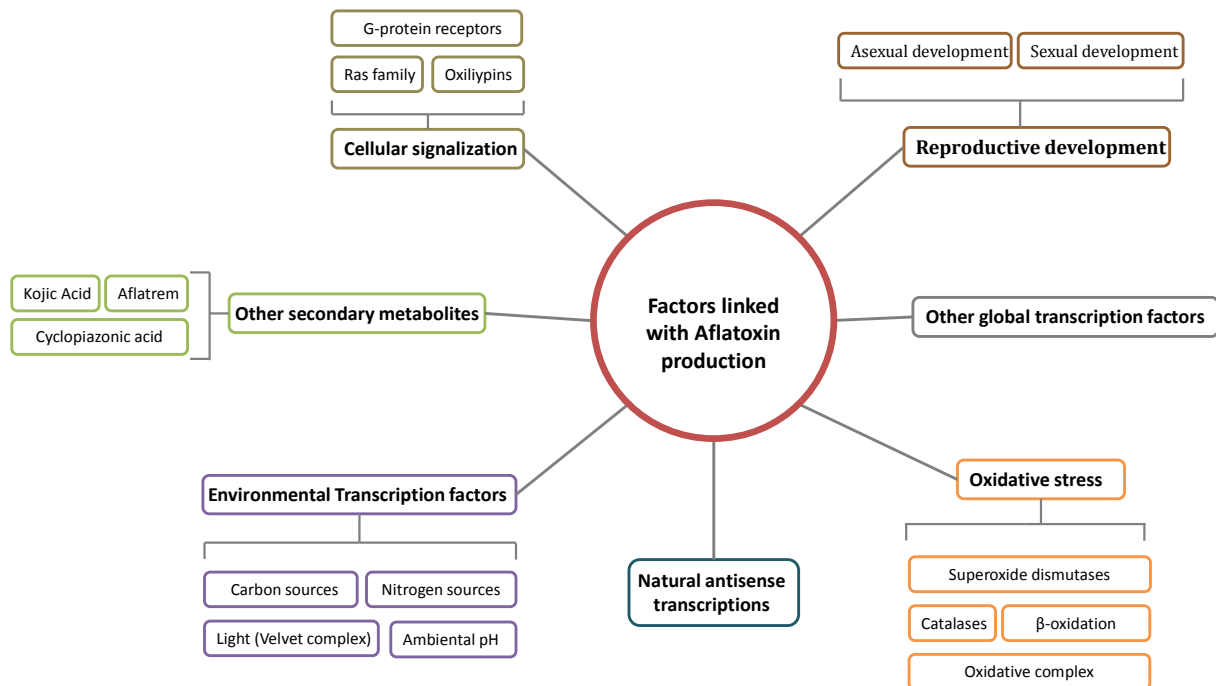 G-protein receptors
Ras family
Oxiliypins
Cellular signalization
Asexual development
Sexual development
Reproductive development
Kojic Acid
Aflatrem
Cyclopiazonic acid
Other secondary metabolites
Factors linked
with Aflatoxin
production
Other global transcription factors
Environmental Transcription factors
Carbon sources
Nitrogen sources
Light (Velvet complex)
Ambiental pH
Natural antisense
transcriptions
Oxidative stress
Superoxide dismutases
Catalases
β-oxidation
Oxidative complex